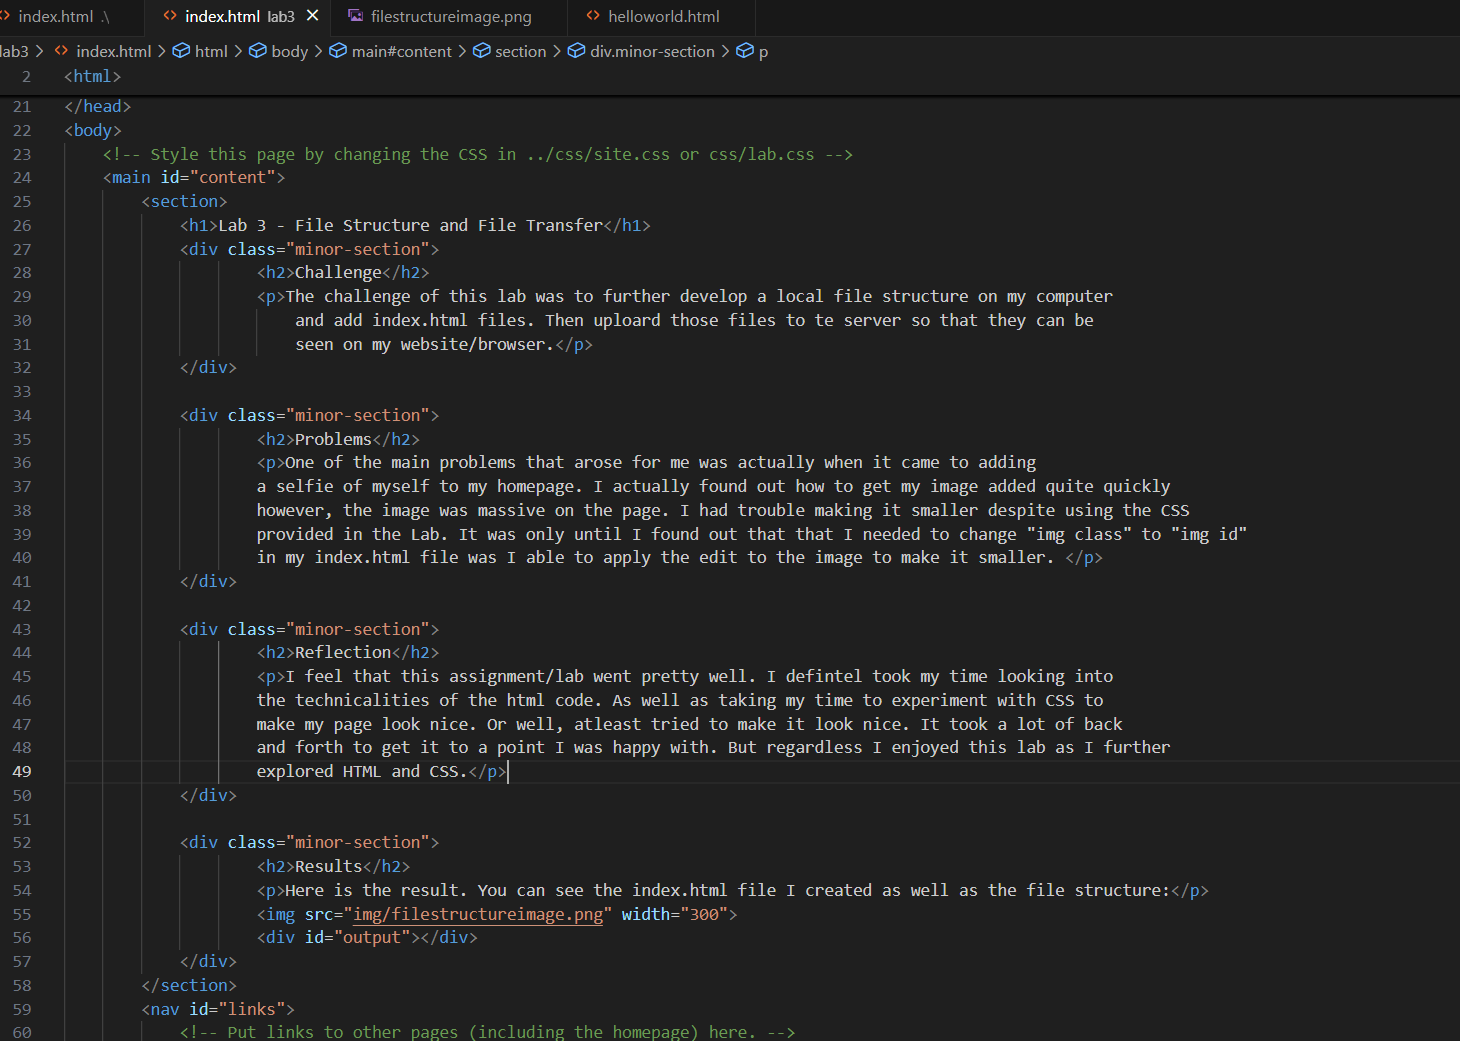 index.html .\ index.html lab3 filestructureimage.png helloworld.html
lab3 > index.html > html > body > main#content > section > div.minor-section > p
2 <html>
21 </head>
22 <body>
23 <!-- Style this page by changing the CSS in ../css/site.css or css/lab.css -->
24 <main id="content">
25 <section>
26 <h1>Lab 3 - File Structure and File Transfer</h1>
27 <div class="minor-section">
28 <h2>Challenge</h2>
29 <p>The challenge of this lab was to further develop a local file structure on my computer
30 and add index.html files. Then uploard those files to te server so that they can be
31 seen on my website/browser.</p>
32 </div>
33
34 <div class="minor-section">
35 <h2>Problems</h2>
36 <p>One of the main problems that arose for me was actually when it came to adding
37 a selfie of myself to my homepage. I actually found out how to get my image added quite quickly
38 however, the image was massive on the page. I had trouble making it smaller despite using the CSS
39 provided in the Lab. It was only until I found out that that I needed to change "img class" to "img id"
40 in my index.html file was I able to apply the edit to the image to make it smaller. </p>
41 </div>
42
43 <div class="minor-section">
44 <h2>Reflection</h2>
45 <p>I feel that this assignment/lab went pretty well. I defintel took my time looking into
46 the technicalities of the html code. As well as taking my time to experiment with CSS to
47 make my page look nice. Or well, atleast tried to make it look nice. It took a lot of back
48 and forth to get it to a point I was happy with. But regardless I enjoyed this lab as I further
49 explored HTML and CSS.</p>
50 </div>
51
52 <div class="minor-section">
53 <h2>Results</h2>
54 <p>Here is the result. You can see the index.html file I created as well as the file structure:</p>
55 <img src="img/filestructureimage.png" width="300">
56 <div id="output"></div>
57 </div>
58 </section>
59 <nav id="links">
60 <!-- Put links to other pages (including the homepage) here. -->